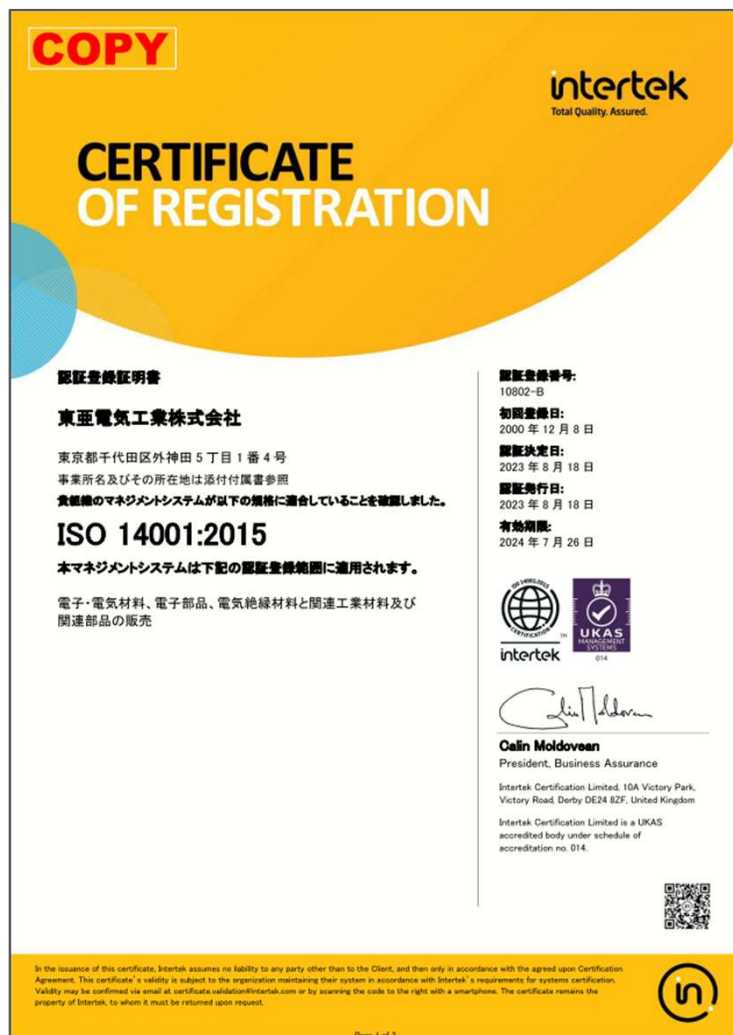 COPY
intertek
Total Quality. Assured.
CERTIFICATE
OF REGISTRATION
認証登録証明書
東亜電気工業株式会社
東京都千代田区外神田5丁目1番4号
事業所名及びその所在地は添付付属書参照
貴組織のマネジメントシステムが以下の規格に適合していることを確認しました。
ISO 14001:2015
本マネジメントシステムは下記の認証登録範囲に適用されます。
電子・電気材料、電子部品、電気絶縁材料と関連工業材料及び
関連部品の販売
認証登録番号:
10802-B
初回登録日:
2000 年 12 月 8 日
認証決定日:
2023 年 8 月 18 日
認証発行日:
2023 年 8 月 18 日
有効期限:
2024 年 7 月 26 日
ISO 14001:2015
CERTIFICATION
TM
intertek
UKAS
MANAGEMENT
SYSTEMS
014
Calin Moldovean
Calin Moldovean
President, Business Assurance
Intertek Certification Limited, 10A Victory Park,
Victory Road, Derby DE24 8ZF, United Kingdom
Intertek Certification Limited is a UKAS
accredited body under schedule of
accreditation no. 014.
In the issuance of this certificate, Intertek assumes no liability to any party other than to the Client, and then only in accordance with the agreed upon Certification
Agreement. This certificate's validity is subject to the organization maintaining their system in accordance with Intertek's requirements for systems certification.
Validity may be confirmed via email at certificate.validation@intertek.com or by scanning the code to the right with a smartphone. The certificate remains the
property of Intertek, to whom it must be returned upon request.
in